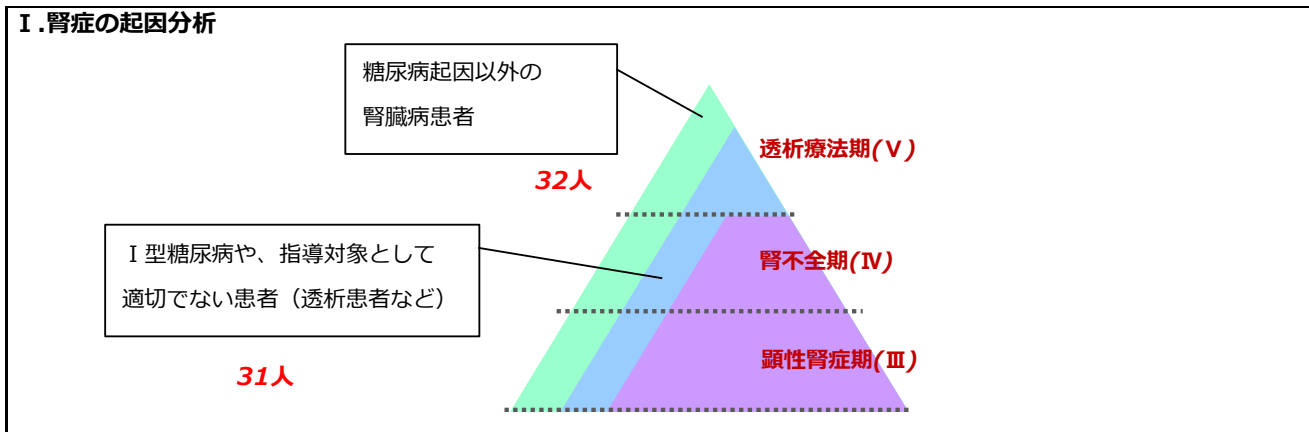 Ⅰ.腎症の起因分析
糖尿病起因以外の
腎臓病患者
透析療法期(Ⅴ)
32人
Ⅰ型糖尿病や、指導対象として
適切でない患者（透析患者など）
腎不全期(Ⅳ)
顕性腎症期(Ⅲ)
31人